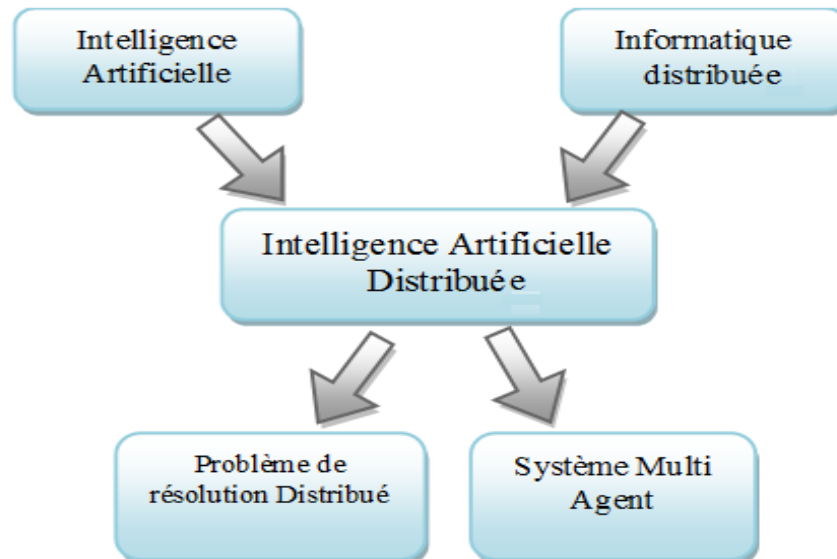 Intelligence
Artificielle
Informatique
distribuée
Intelligence Artificielle
Distribuée
Problème de
résolution Distribué
Système Multi
Agent